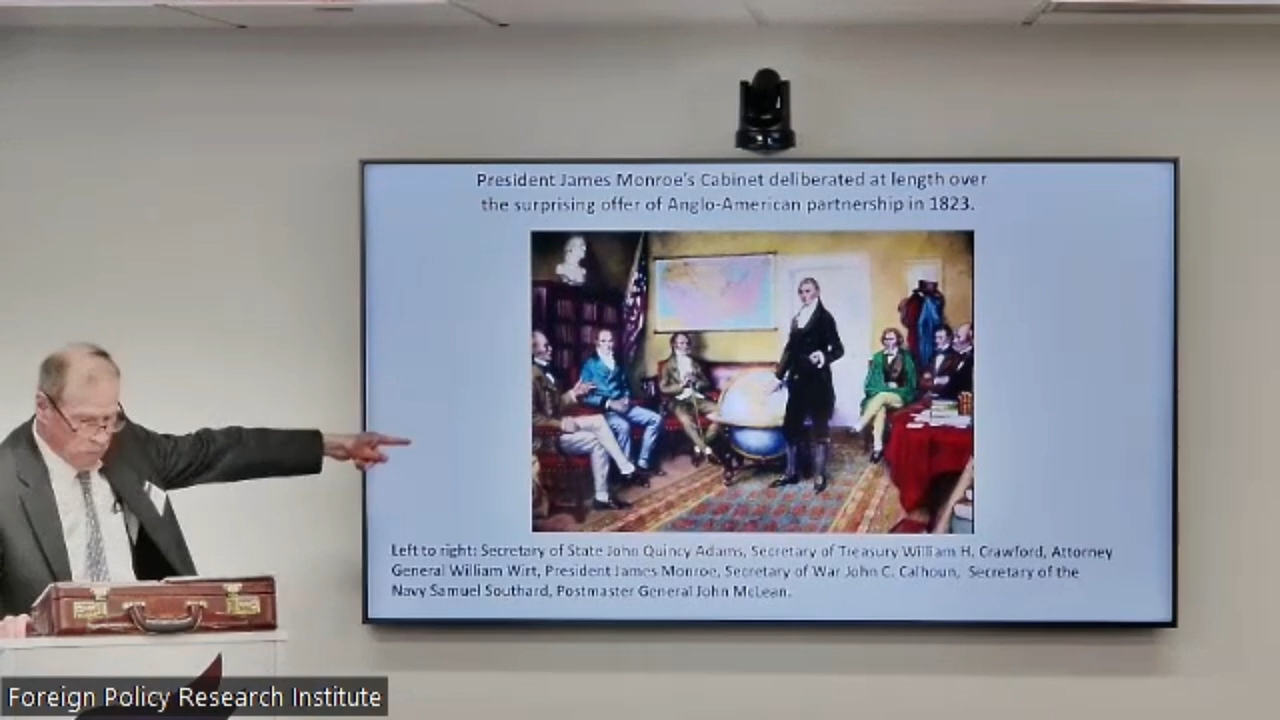 President James Monroe's Cabinet deliberated at length over
the surprising offer of Anglo-American partnership in 1823.
Left to right: Secretary of State John Quincy Adams, Secretary of Treasury William H. Crawford, Attorney
General William Wirt, President James Monroe, Secretary of War John C. Calhoun, Secretary of the
Navy Samuel Southard, Postmaster General John McLean.
Foreign Policy Research Institute